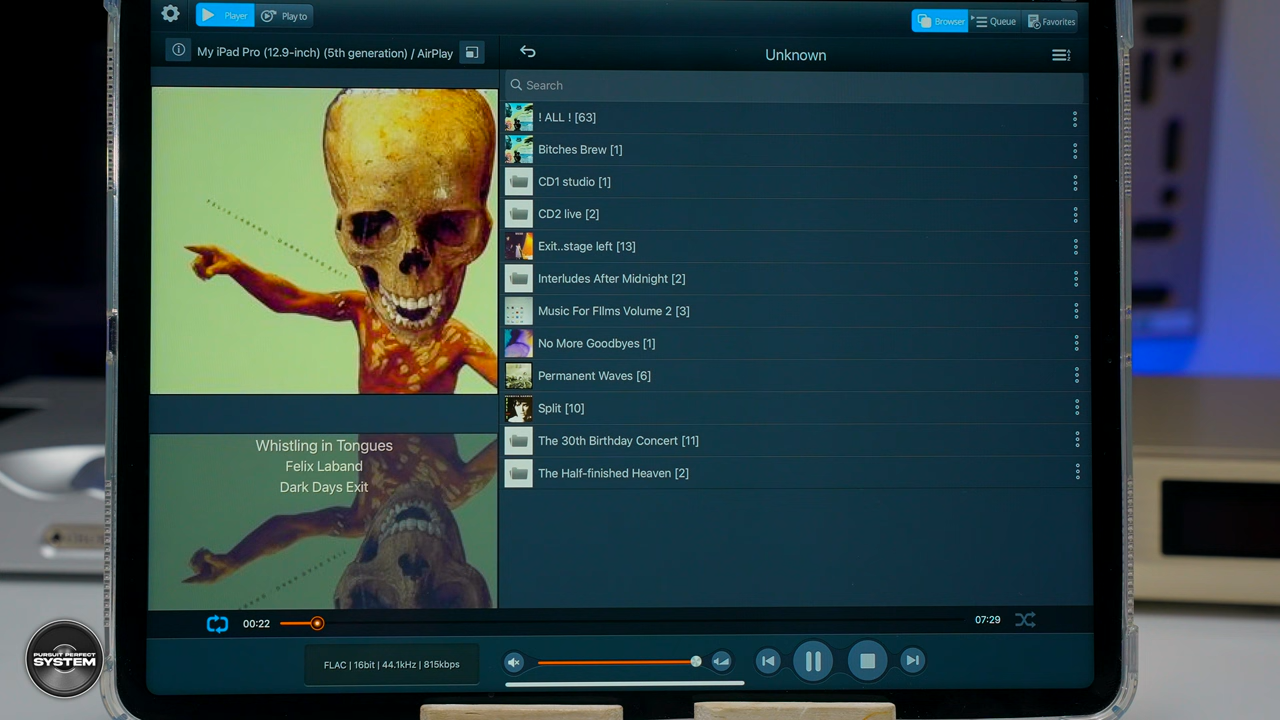 Player
Play to
Browser
Queue
Favorites
My iPad Pro (12.9-inch) (5th generation) / AirPlay
Unknown
Search
! ALL ! [63]
Bitches Brew [1]
CD1 studio [1]
CD2 live [2]
Exit..stage left [13]
Interludes After Midnight [2]
Music For FIlms Volume 2 [3]
No More Goodbyes [1]
Permanent Waves [6]
Split [10]
The 30th Birthday Concert [11]
The Half-finished Heaven [2]
Whistling in Tongues
Felix Laband
Dark Days Exit
00:22
07:29
FLAC | 16bit | 44.1kHz | 815kbps
PURSUIT PERFECT
SYSTEM